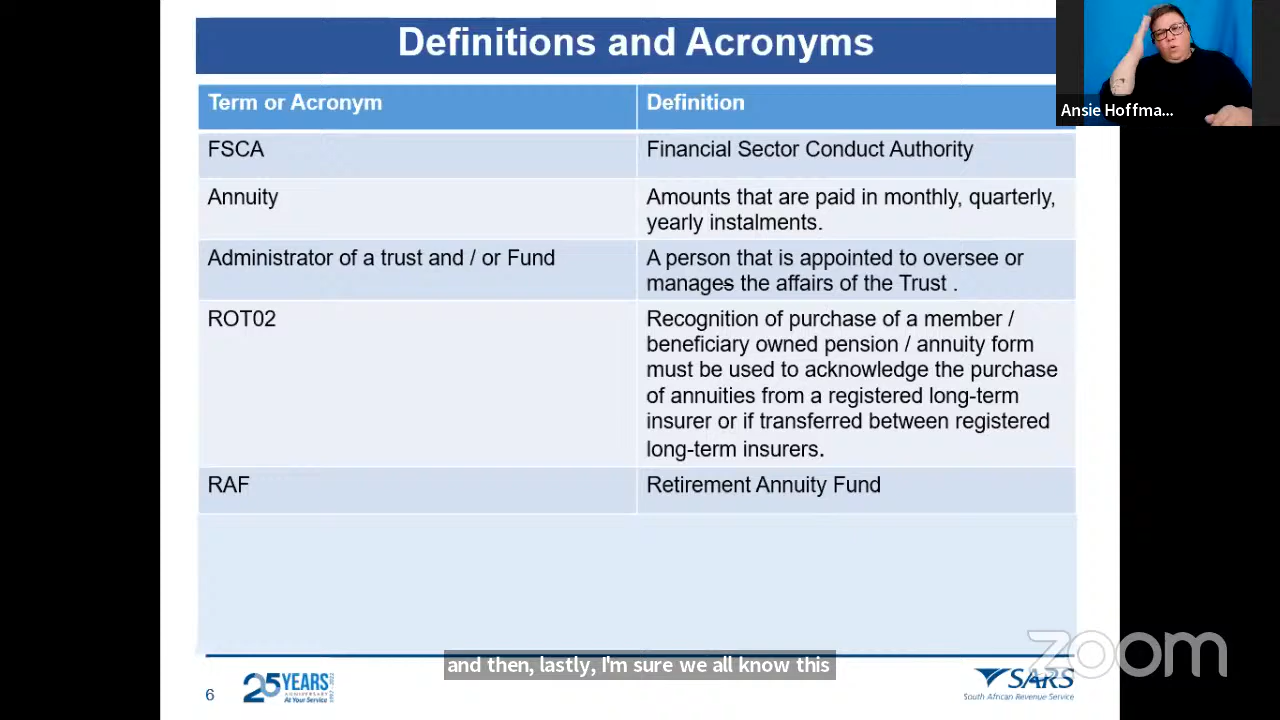 Definitions and Acronyms
Ansie Hoffma...
Term or Acronym
Definition
FSCA
Financial Sector Conduct Authority
Annuity
Amounts that are paid in monthly, quarterly,
yearly instalments.
Administrator of a trust and / or Fund
A person that is appointed to oversee or
manages the affairs of the Trust .
ROT02
Recognition of purchase of a member /
beneficiary owned pension / annuity form
must be used to acknowledge the purchase
of annuities from a registered long-term
insurer or if transferred between registered
long-term insurers.
RAF
Retirement Annuity Fund
and then, lastly, I'm sure we all know this
zoom
6
25 YEARS
ANNIVERSARY
At Your Service
SARS
South African Revenue Service